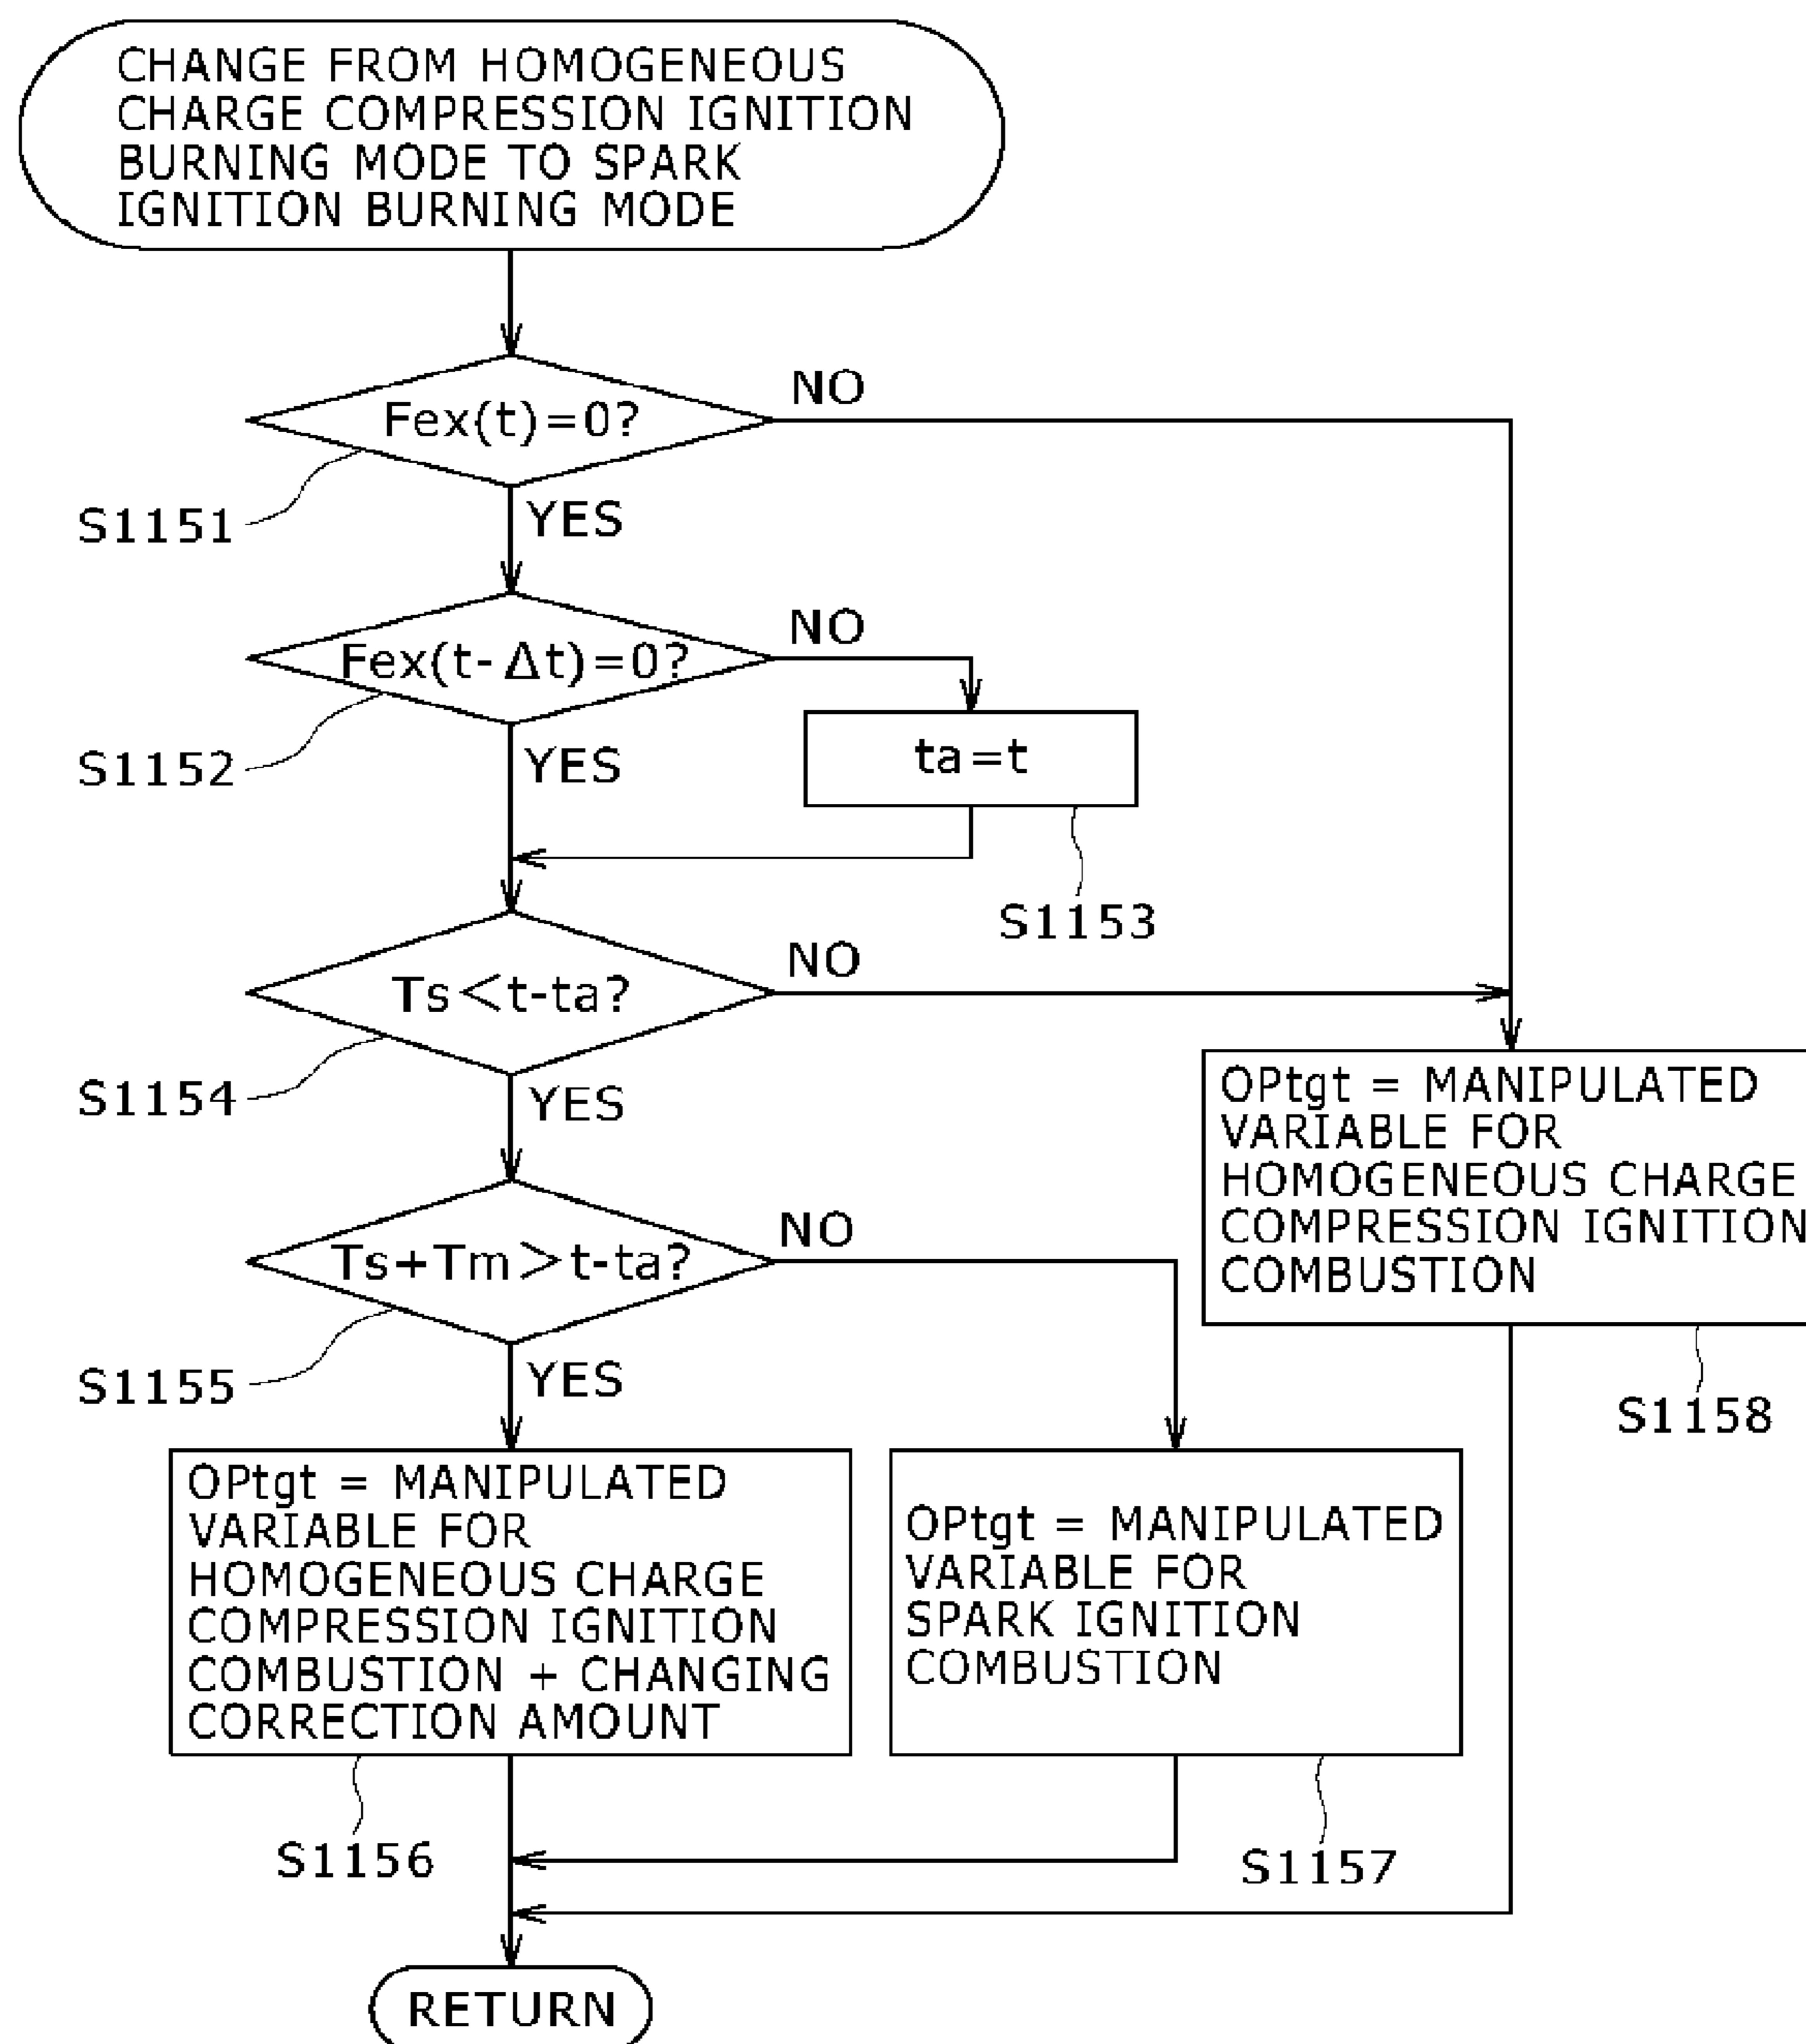 CHANGE FROM HOMOGENEOUS
CHARGE COMPRESSION IGNITION
BURNING MODE TO SPARK
IGNITION BURNING MODE
Fex(t)=0?
NO
S1151
YES
Fex(t-Δt)=0?
NO
S1152
YES
ta=t
S1153
Ts<t-ta?
NO
S1154
YES
OPtgt = MANIPULATED
VARIABLE FOR
HOMOGENEOUS CHARGE
COMPRESSION IGNITION
COMBUSTION
S1158
Ts+Tm>t-ta?
NO
S1155
YES
OPtgt = MANIPULATED
VARIABLE FOR
HOMOGENEOUS CHARGE
COMPRESSION IGNITION
COMBUSTION + CHANGING
CORRECTION AMOUNT
S1156
OPtgt = MANIPULATED
VARIABLE FOR
SPARK IGNITION
COMBUSTION
S1157
RETURN